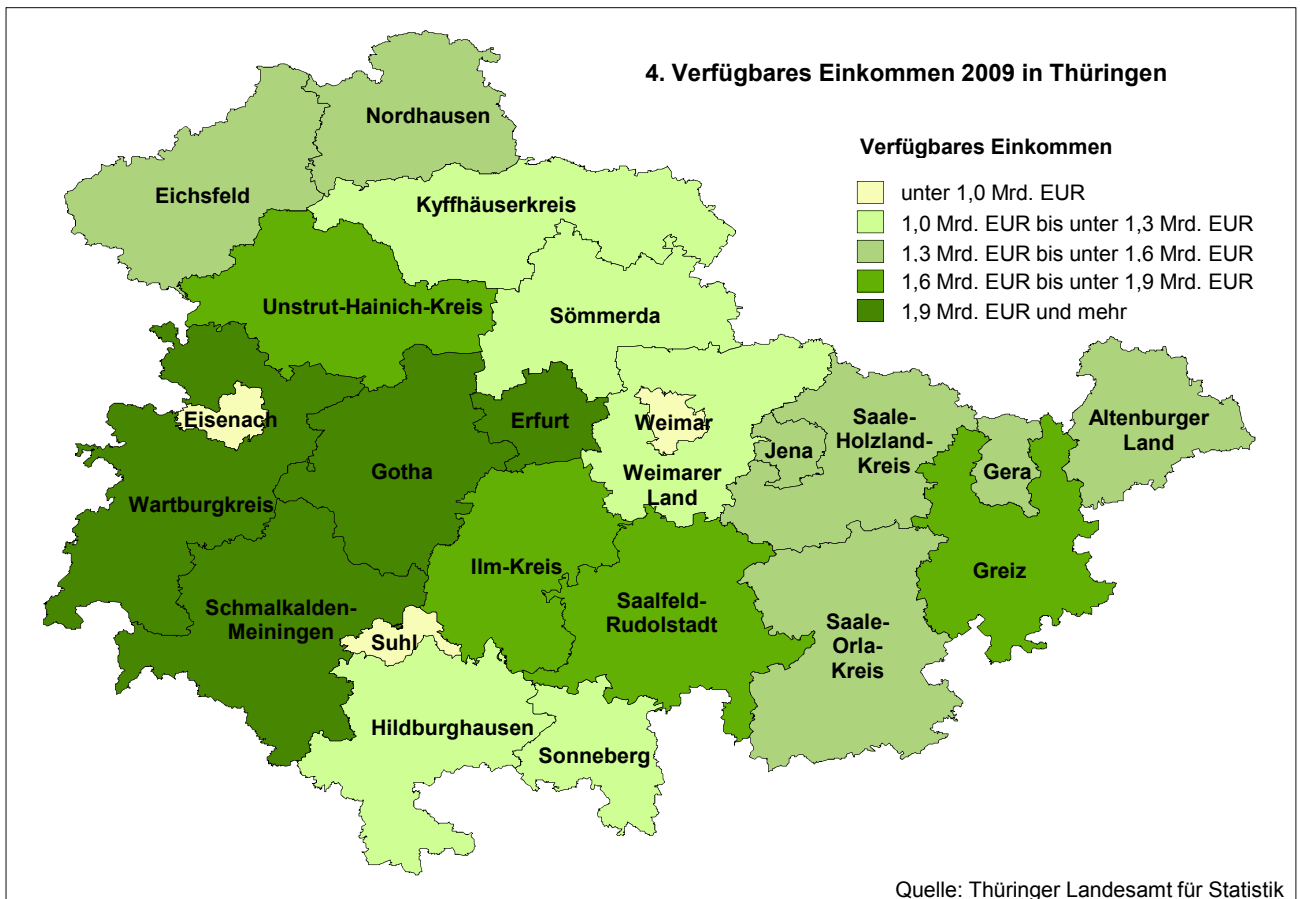 4. Verfügbares Einkommen 2009 in Thüringen
Verfügbares Einkommen
unter 1,0 Mrd. EUR
1,0 Mrd. EUR bis unter 1,3 Mrd. EUR
1.3 Mrd. EUR bis unter 1.6 Mrd. EUR
1,6 Mrd. EUR bis unter 1,9 Mrd. EUR
1,9 Mrd. EUR und mehr
Nordhausen
Eichsfeld
Kyffhäuserkreis
Unstrut-Hainich-Kreis
Sömmerda
Eisenach
Erfurt
Weimar
Saale-
Holzland-
Kreis
Altenburger
Land
Jena
Gotha
Weimarer
Land
Gera
Wartburgkreis
Ilm-Kreis
Greiz
Schmalkalden-
Meiningen
Saalfeld-
Rudolstadt
Saale-
Orla-
Kreis
Suhl
Hildburghausen
Sonneberg
Quelle: Thüringer Landesamt für Statistik